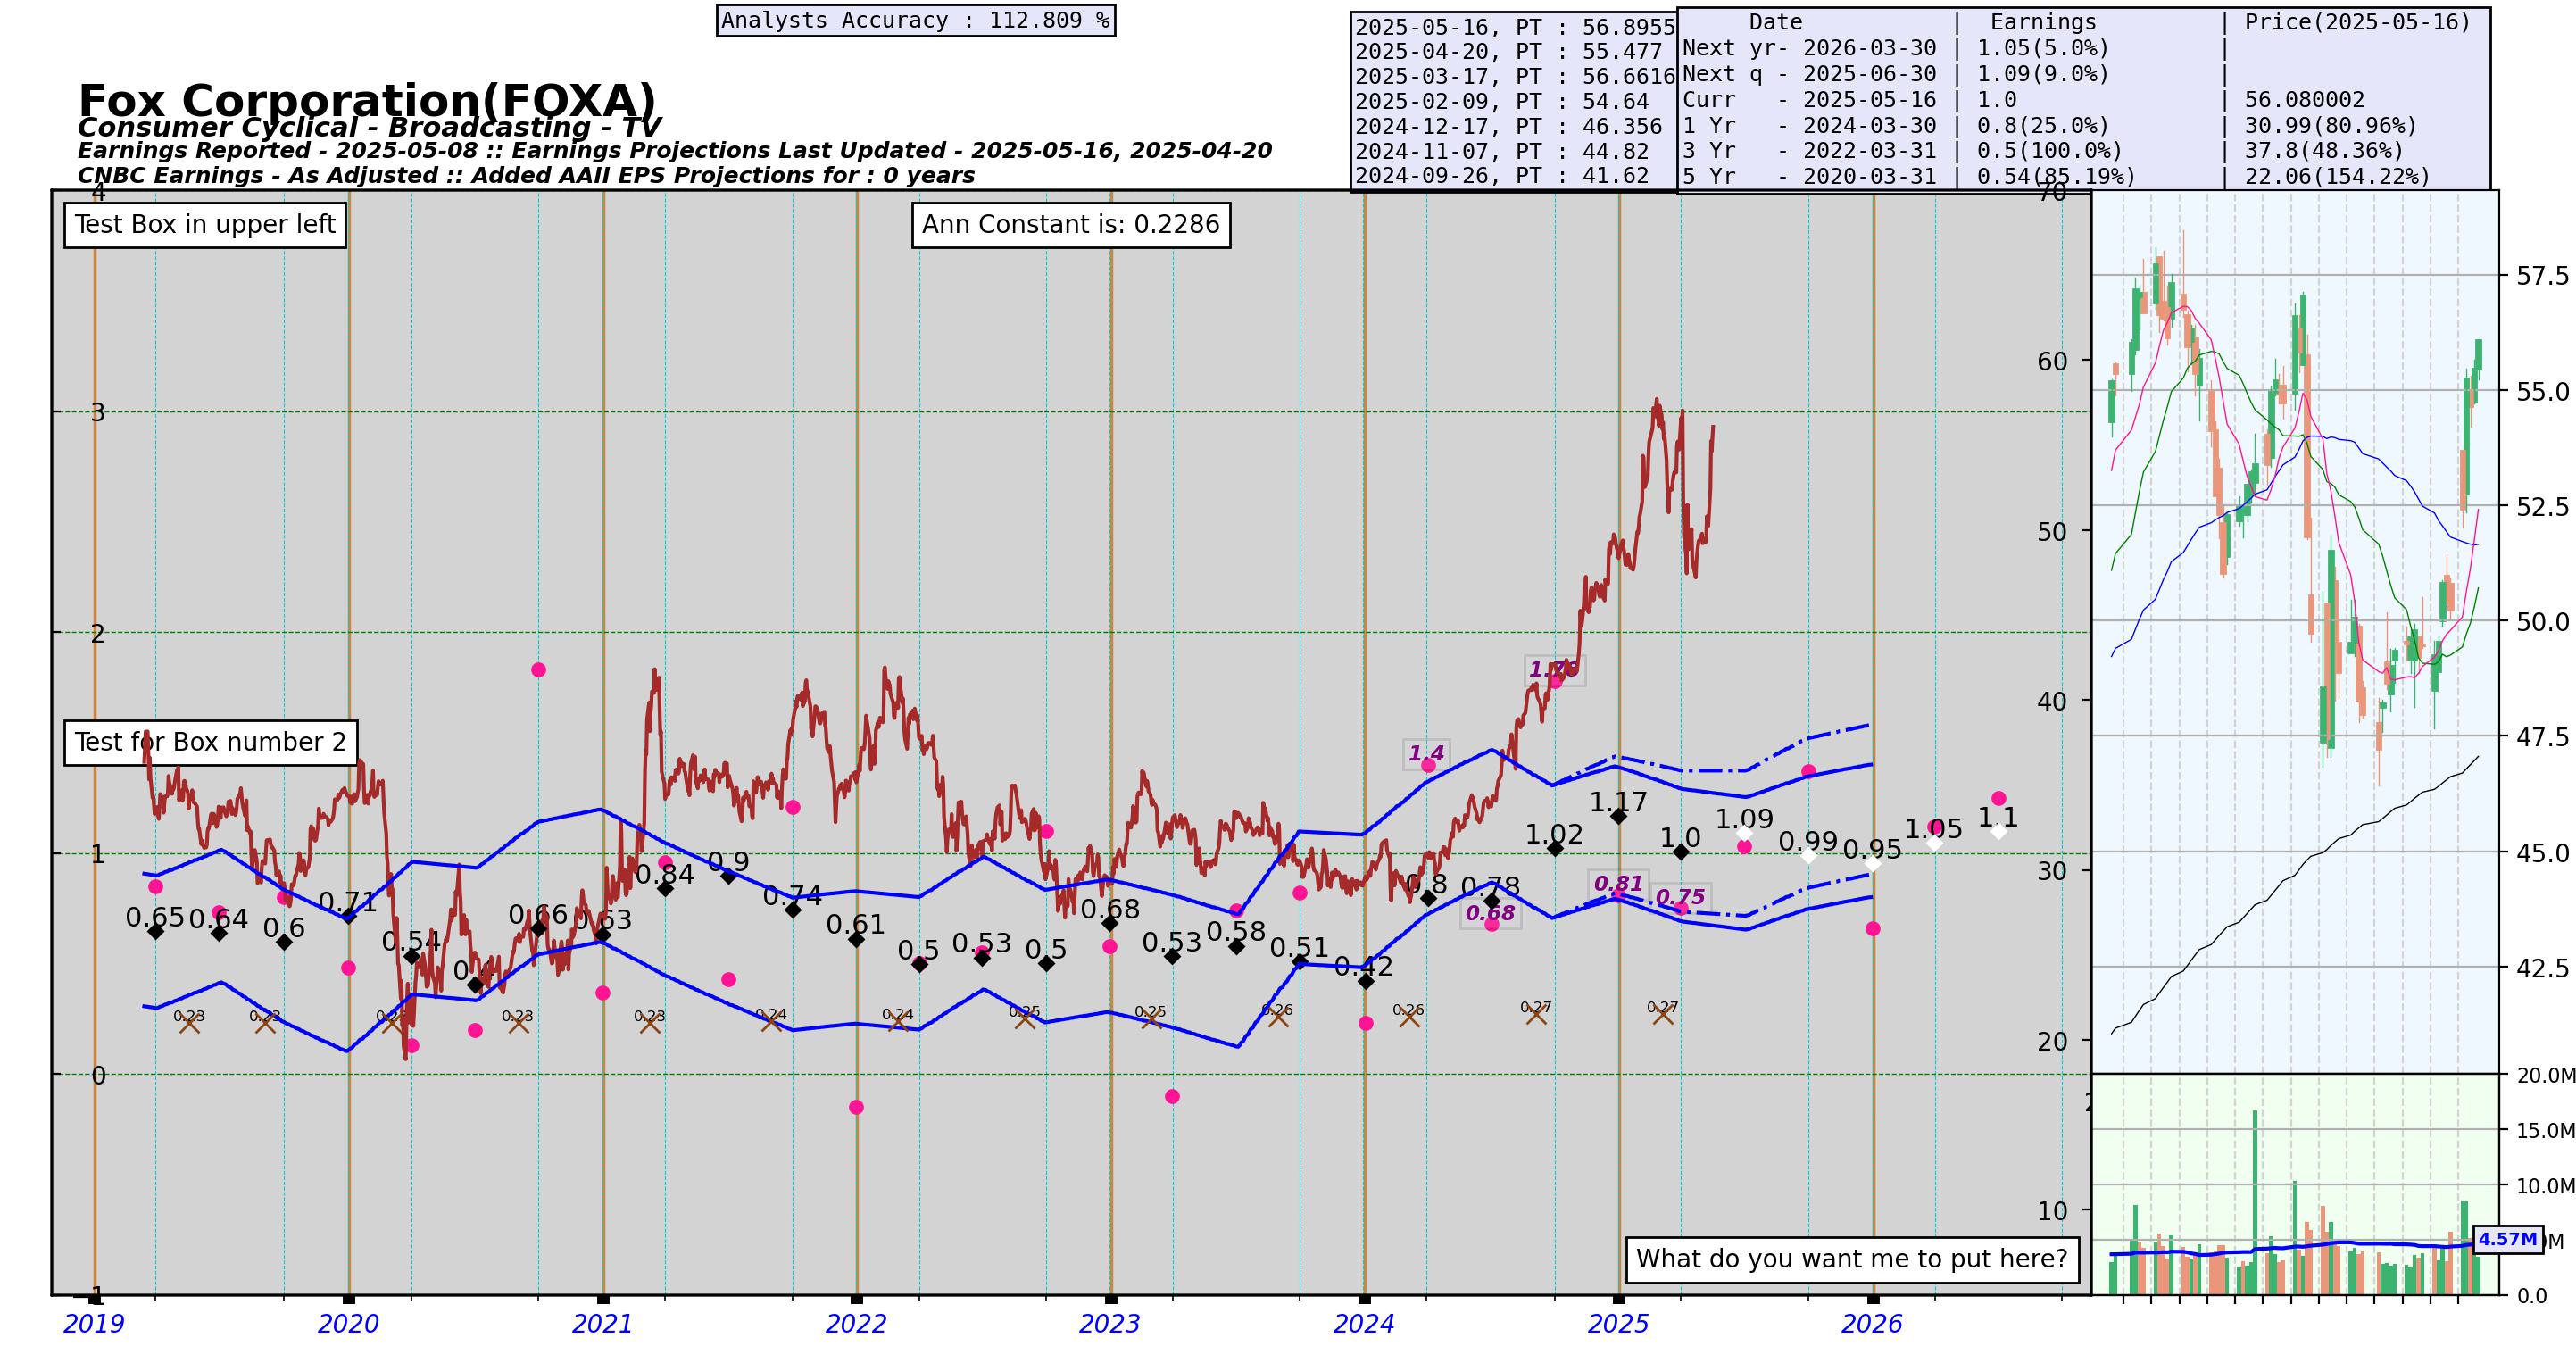 Analysts Accuracy : 112.809 %
2025-05-16, PT : 56.8955
2025-04-20, PT : 55.477
2025-03-17, PT : 56.6616
2025-02-09, PT : 54.64
2024-12-17, PT : 46.356
2024-11-07, PT : 44.82
2024-09-26, PT : 41.62
Date | Earnings | Price(2025-05-16)
Next yr- 2026-03-30 | 1.05(5.0%) |
Next q - 2025-06-30 | 1.09(9.0%) |
Curr - 2025-05-16 | 1.0 | 56.080002
1 Yr - 2024-03-30 | 0.8(25.0%) | 30.99(80.96%)
3 Yr - 2022-03-31 | 0.5(100.0%) | 37.8(48.36%)
5 Yr - 2020-03-31 | 0.54(85.19%) | 22.06(154.22%)
Fox Corporation(FOXA)
Consumer Cyclical - Broadcasting - TV
Earnings Reported - 2025-05-08 :: Earnings Projections Last Updated - 2025-05-16, 2025-04-20
CNBC Earnings - As Adjusted :: Added AAII EPS Projections for : 0 years
Test Box in upper left
Ann Constant is: 0.2286
Test for Box number 2
What do you want me to put here?
4
3
2
1
0
-1
70
60
50
40
30
20
10
57.5
55.0
52.5
50.0
47.5
45.0
42.5
20.0M
15.0M
10.0M
0.0
4.57M
1.78
1.4
0.68
0.81
0.75
0.65
0.64
0.6
0.71
0.54
0.4
0.66
0.63
0.84
0.9
0.74
0.61
0.5
0.53
0.5
0.68
0.53
0.58
0.51
0.42
0.8
0.78
1.02
1.17
1.0
1.09
0.99
0.95
1.05
1.1
0.23
0.23
0.23
0.23
0.24
0.24
0.25
0.25
0.26
0.26
0.27
0.27
2019
2020
2021
2022
2023
2024
2025
2026